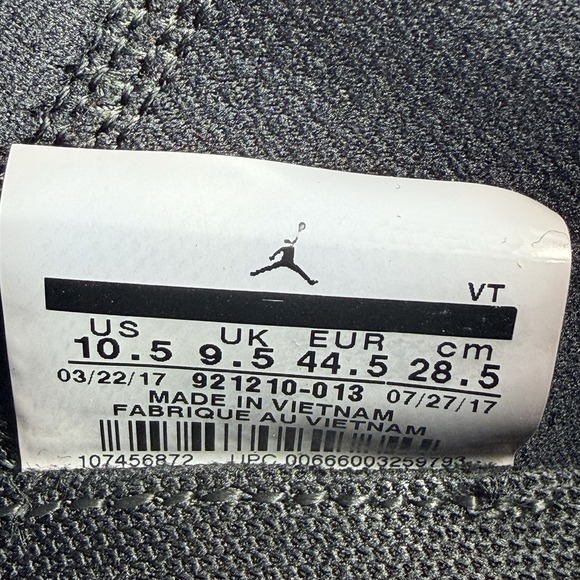 VT
US UK EUR cm
10.5 9.5 44.5 28.5
03/22/17 921210-013 07/27/17
MADE IN VIETNAM
FABRIQUE AU VIETNAM
107456872 UPC 00666003259793